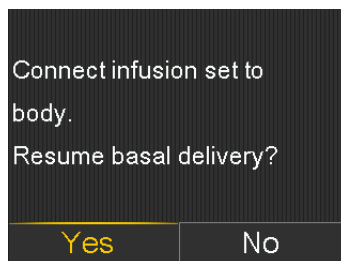 Connect infusion set to
body.
Resume basal delivery?
Yes No